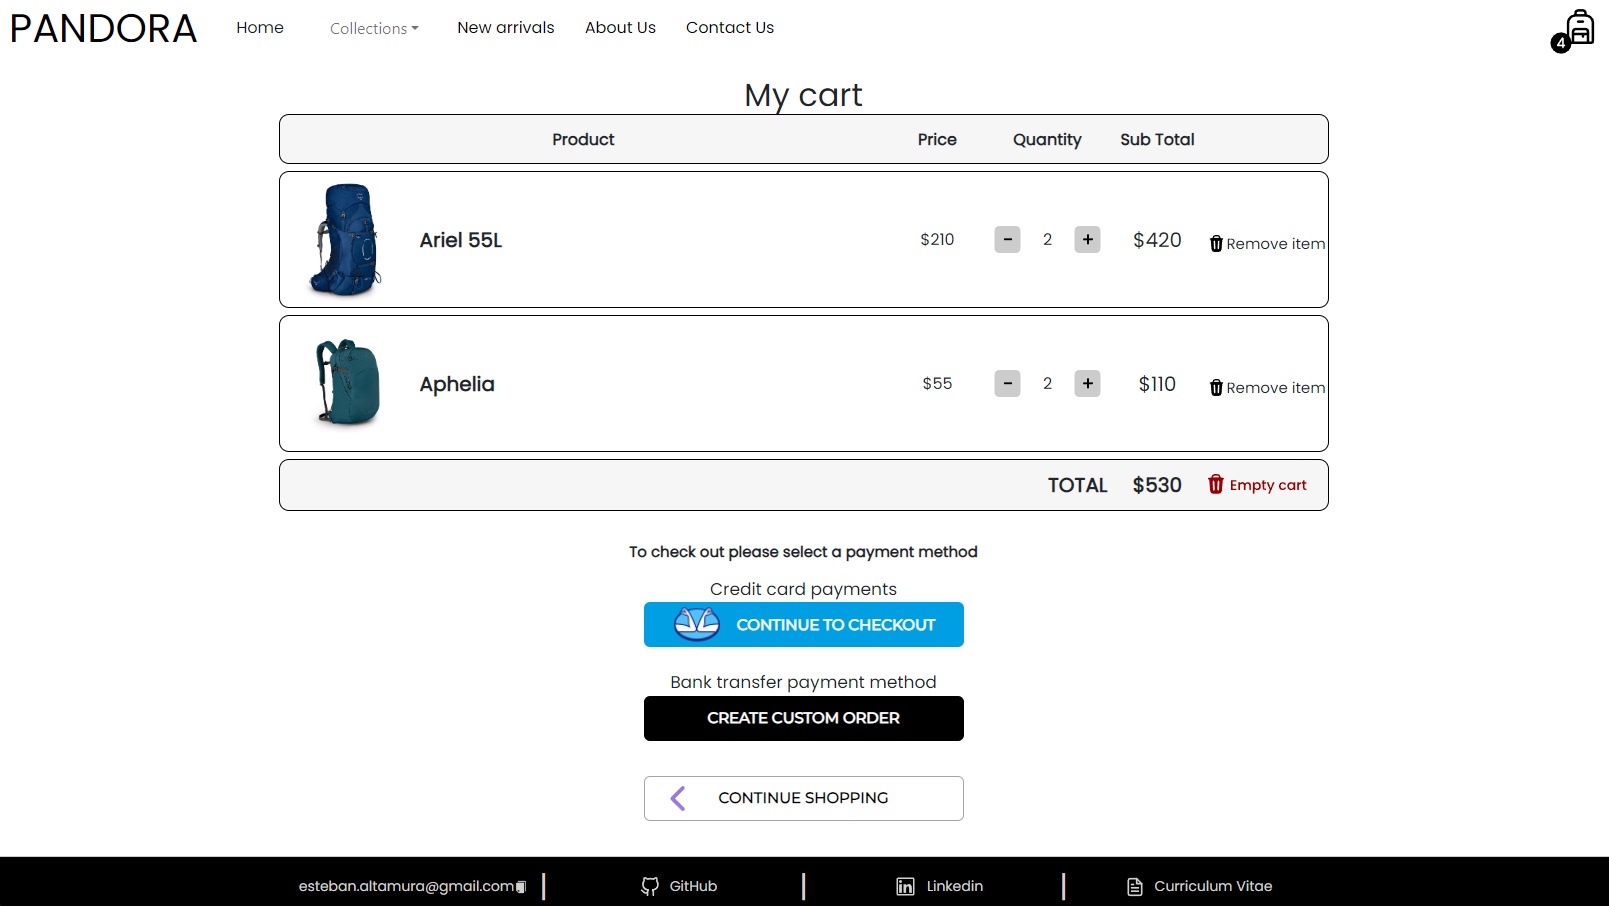 PANDORA Home Collections New arrivals About Us Contact Us
4
My cart
Product Price Quantity Sub Total
Ariel 55L $210 - 2 + $420 Remove item
Aphelia $55 - 2 + $110 Remove item
TOTAL $530 Empty cart
To check out please select a payment method
Credit card payments
CONTINUE TO CHECKOUT
Bank transfer payment method
CREATE CUSTOM ORDER
CONTINUE SHOPPING
esteban.altamura@gmail.com GitHub Linkedin Curriculum Vitae